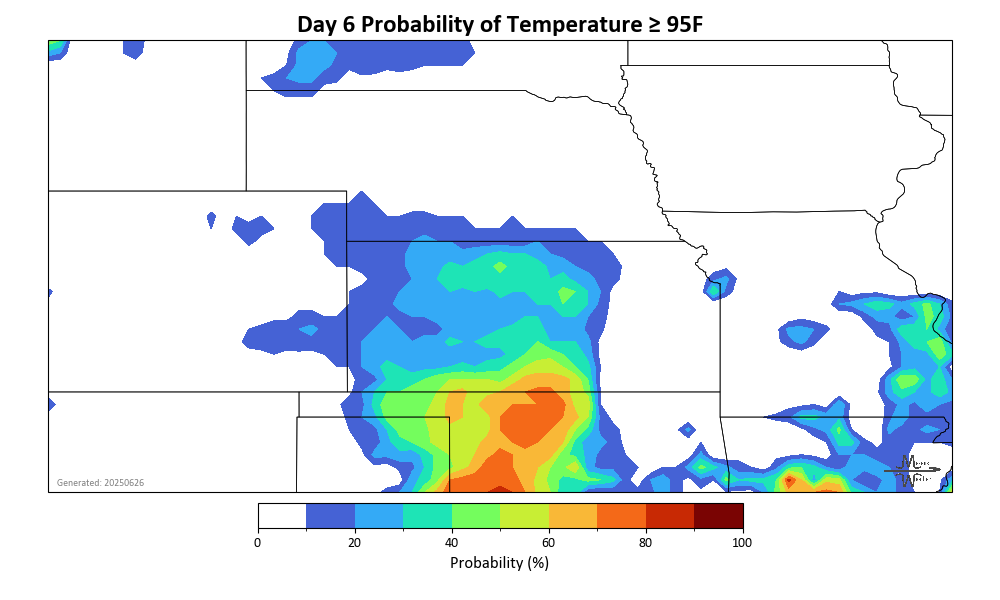 Day 6 Probability of Temperature ≥ 95F
Generated: 20250626
0 20 40 60 80 100
Probability (%)